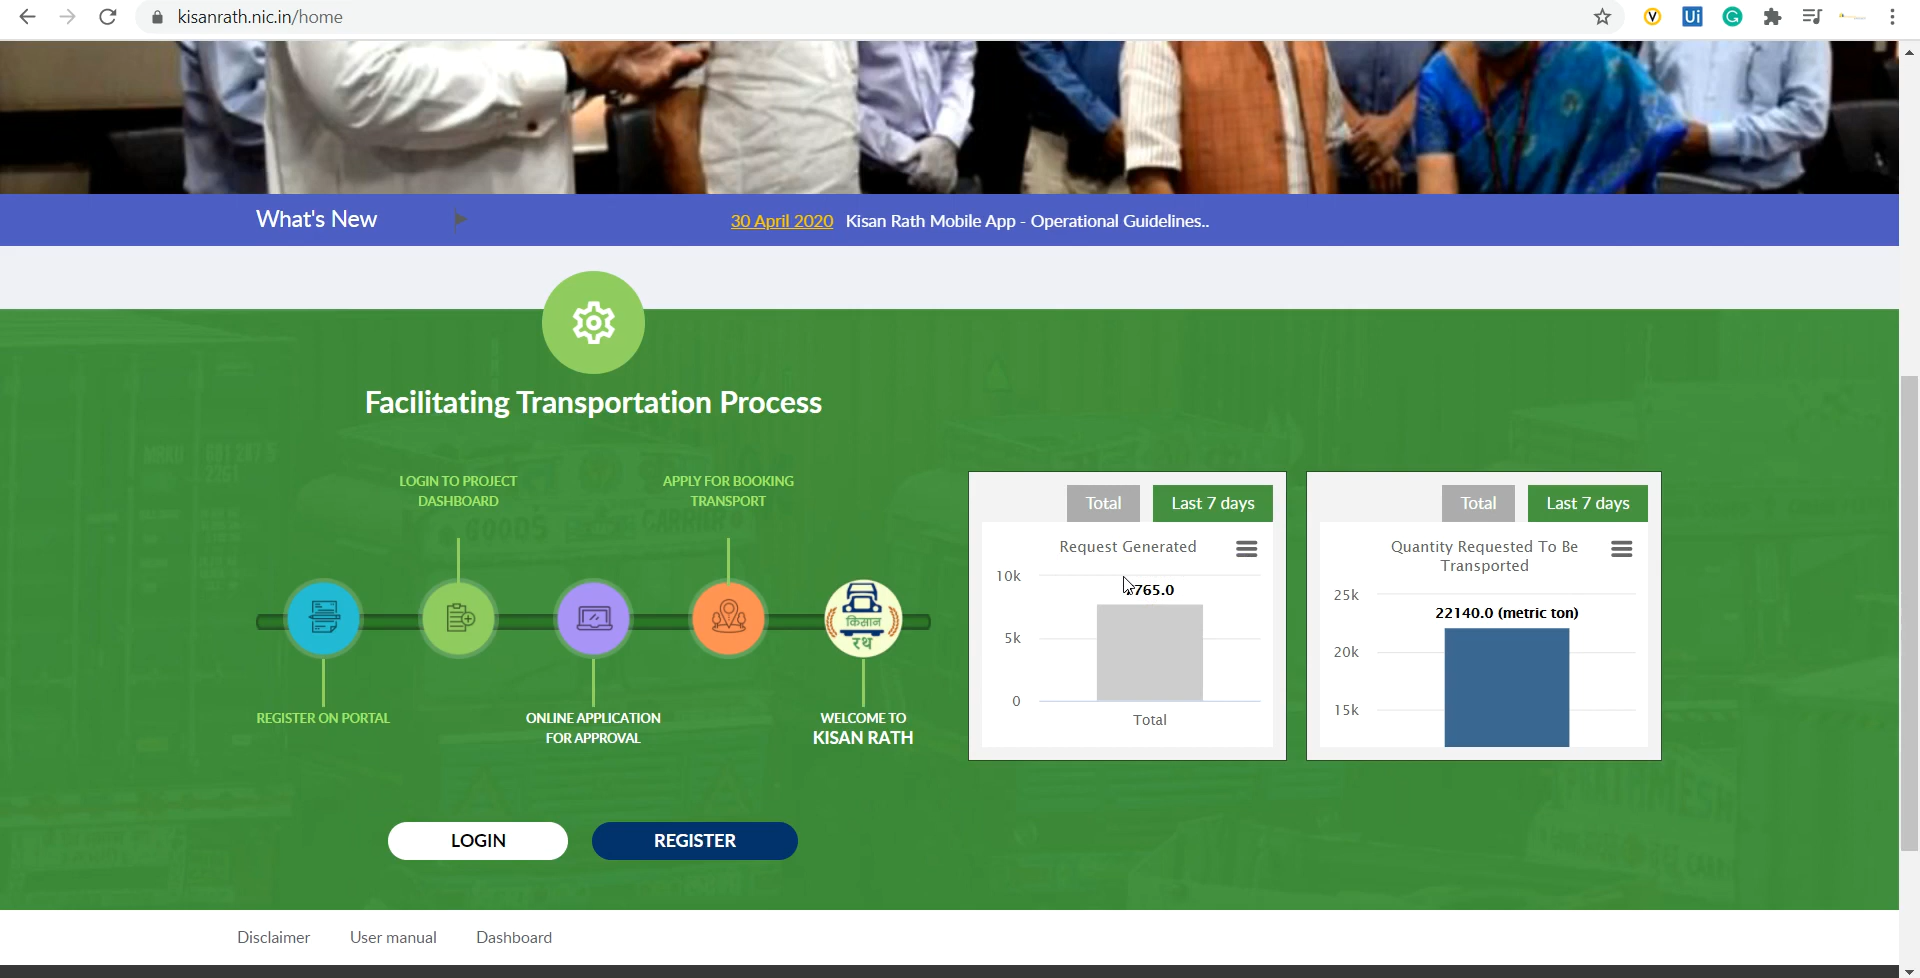 kisanrath.nic.in/home
What's New
30 April 2020 Kisan Rath Mobile App - Operational Guidelines..
Facilitating Transportation Process
LOGIN TO PROJECT
DASHBOARD
APPLY FOR BOOKING
TRANSPORT
किसान
रथ
REGISTER ON PORTAL
ONLINE APPLICATION
FOR APPROVAL
WELCOME TO
KISAN RATH
LOGIN
REGISTER
Total
Last 7 days
Request Generated
10k
765.0
5k
0
Total
Total
Last 7 days
Quantity Requested To Be
Transported
25k
22140.0 (metric ton)
20k
15k
Disclaimer
User manual
Dashboard